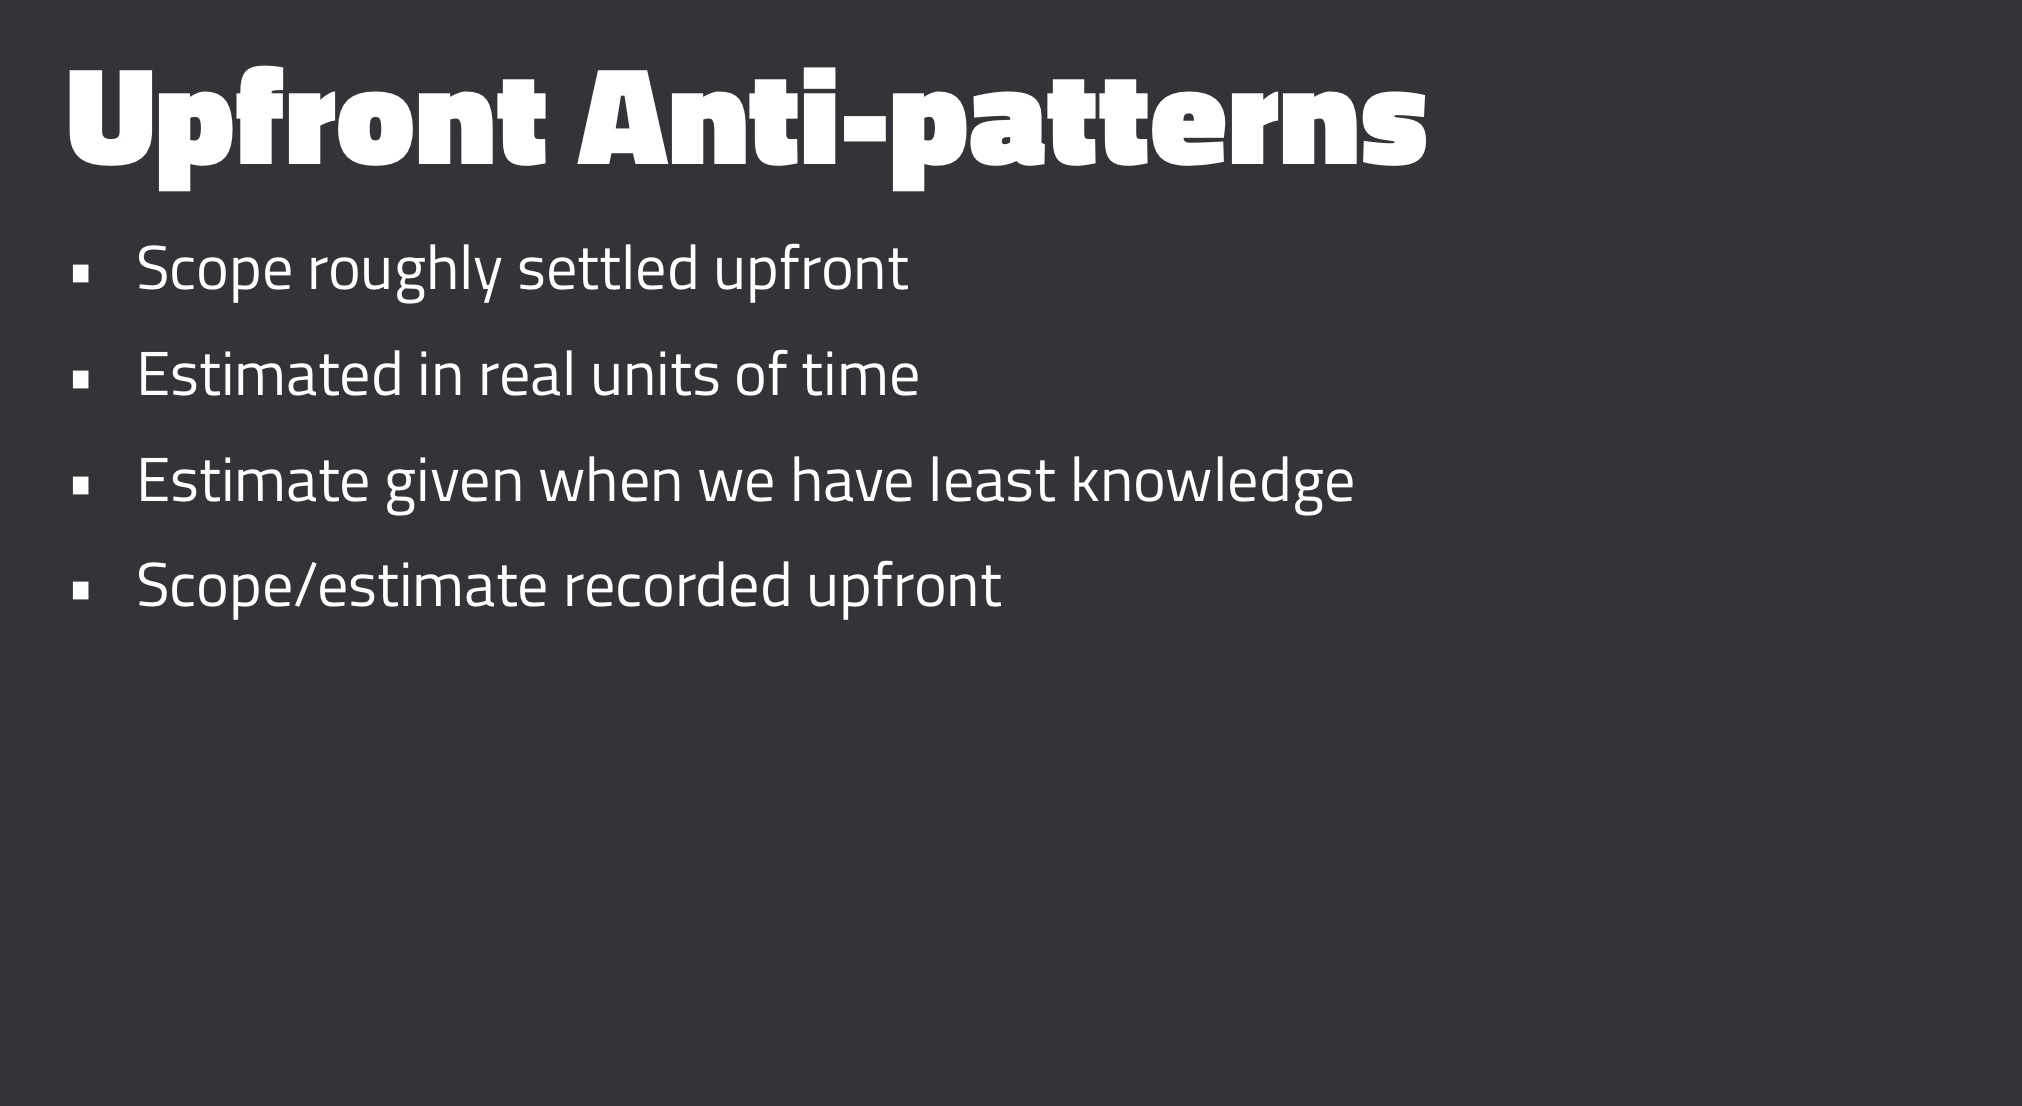 Upfront Anti-patterns
▪ Scope roughly settled upfront
▪ Estimated in real units of time
▪ Estimate given when we have least knowledge
▪ Scope/estimate recorded upfront